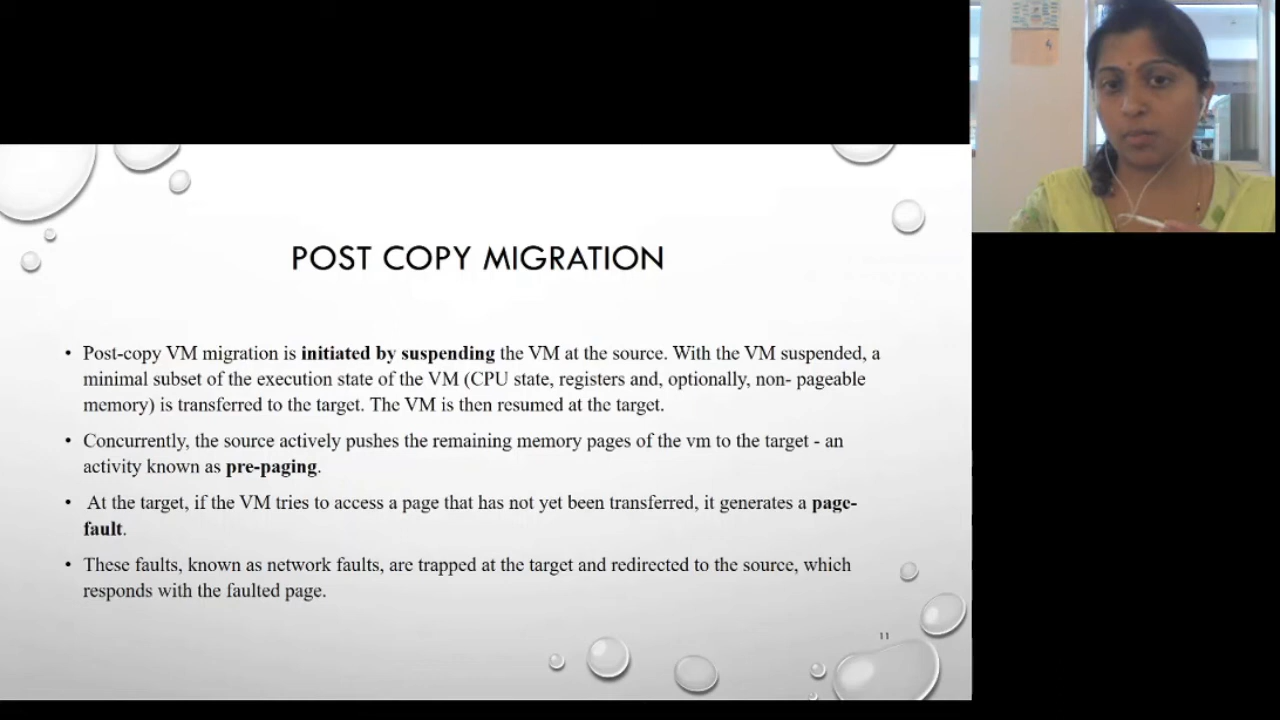 POST COPY MIGRATION
• Post-copy VM migration is initiated by suspending the VM at the source. With the VM suspended, a
minimal subset of the execution state of the VM (CPU state, registers and, optionally, non- pageable
memory) is transferred to the target. The VM is then resumed at the target.
• Concurrently, the source actively pushes the remaining memory pages of the vm to the target - an
activity known as pre-paging.
• At the target, if the VM tries to access a page that has not yet been transferred, it generates a page-
fault.
• These faults, known as network faults, are trapped at the target and redirected to the source, which
responds with the faulted page.
11